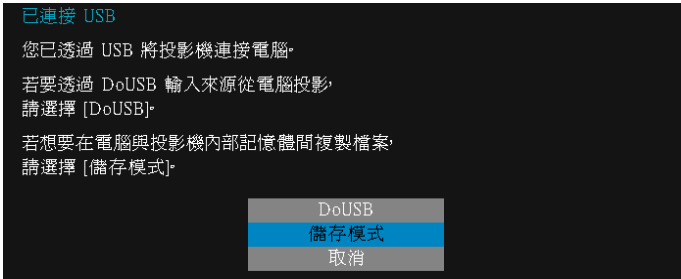 已連接 USB
您已透過 USB 將投影機連接電腦。
若要透過 DoUSB 輸入來源從電腦投影，
請選擇 [DoUSB]。
若想要在電腦與投影機內部記憶體間複製檔案，
請選擇 [儲存模式]。
DoUSB
儲存模式
取消